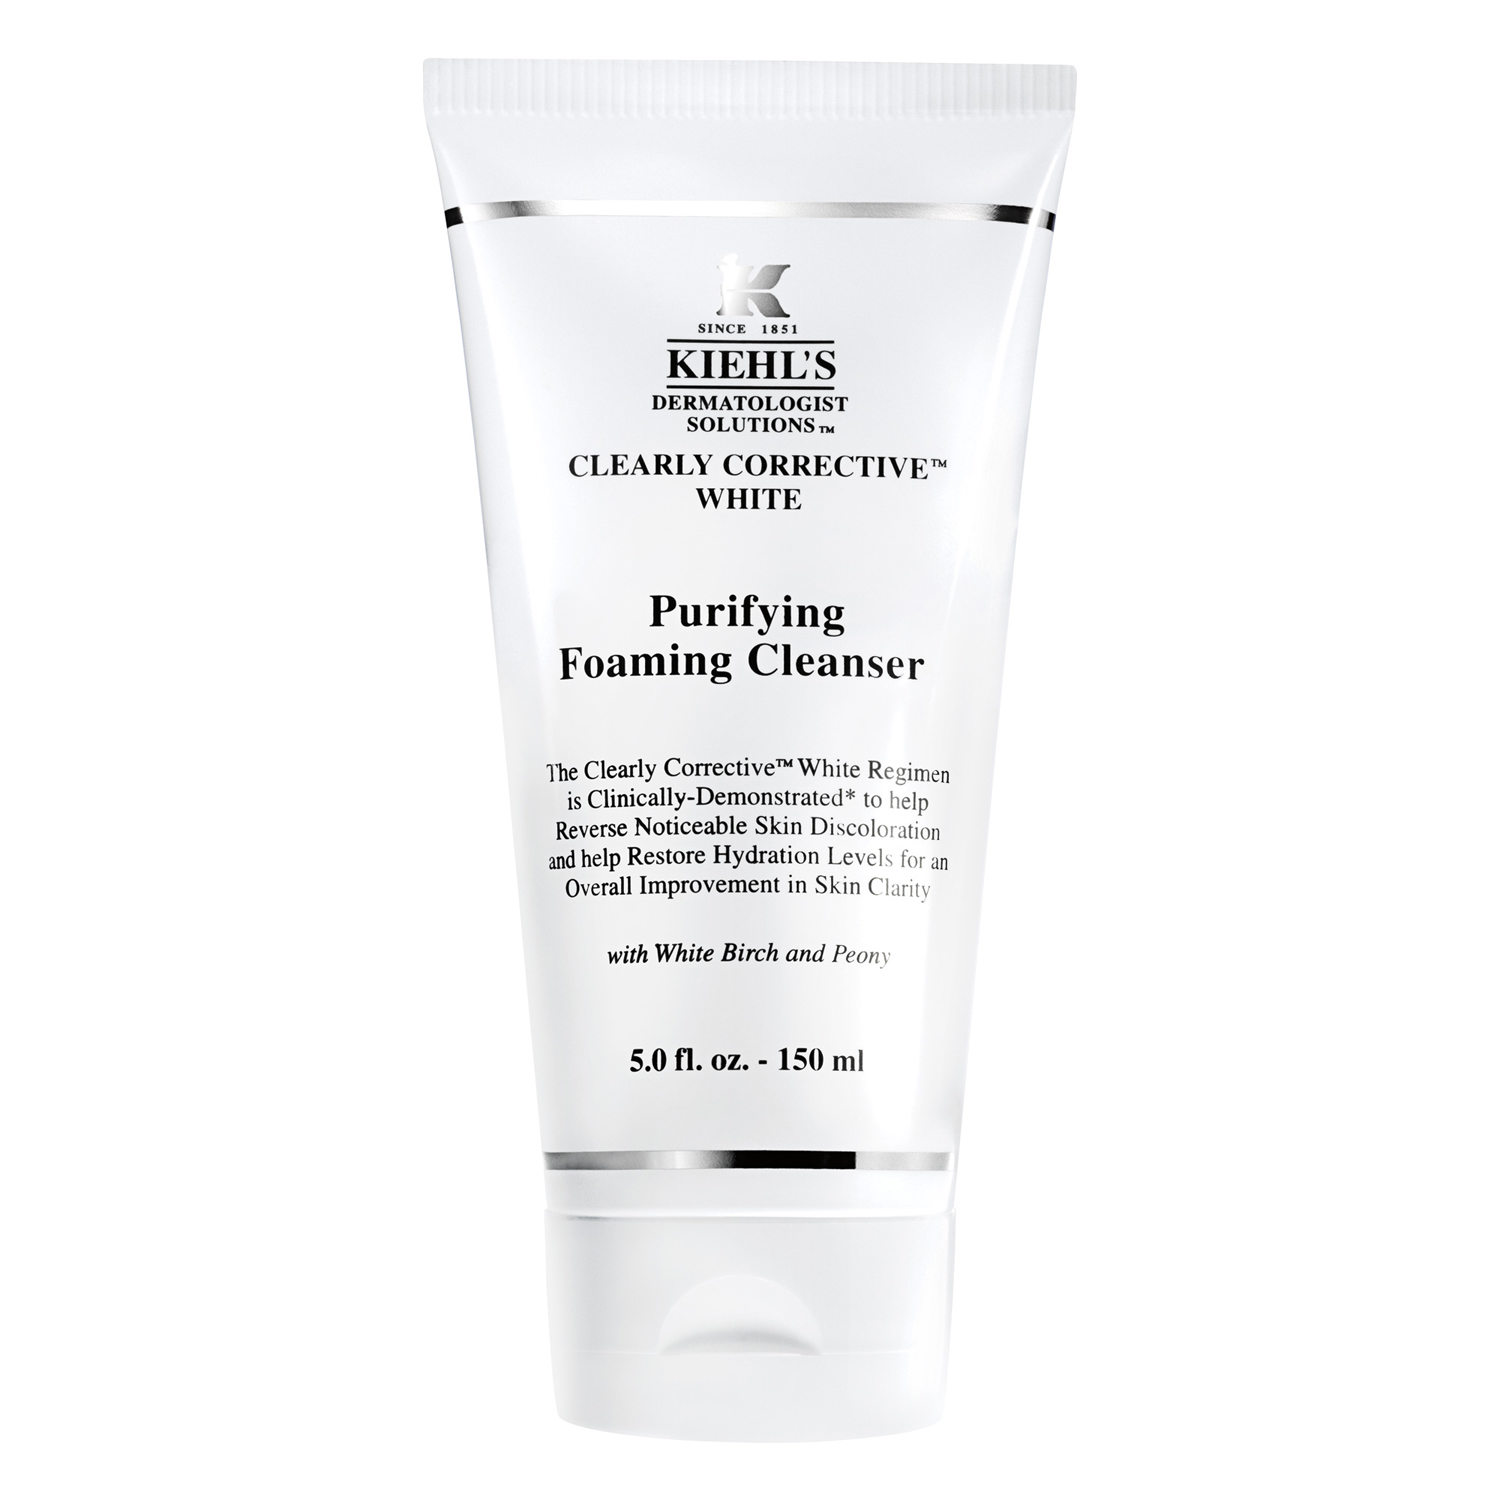 K
SINCE 1851
KIEHL'S
DERMATOLOGIST
SOLUTIONS™
CLEARLY CORRECTIVE™
WHITE
Purifying
Foaming Cleanser
The Clearly Corrective™ White Regimen
is Clinically-Demonstrated* to help
Reverse Noticeable Skin Discoloration
and help Restore Hydration Levels for an
Overall Improvement in Skin Clarity
with White Birch and Peony
5.0 fl. oz. - 150 ml